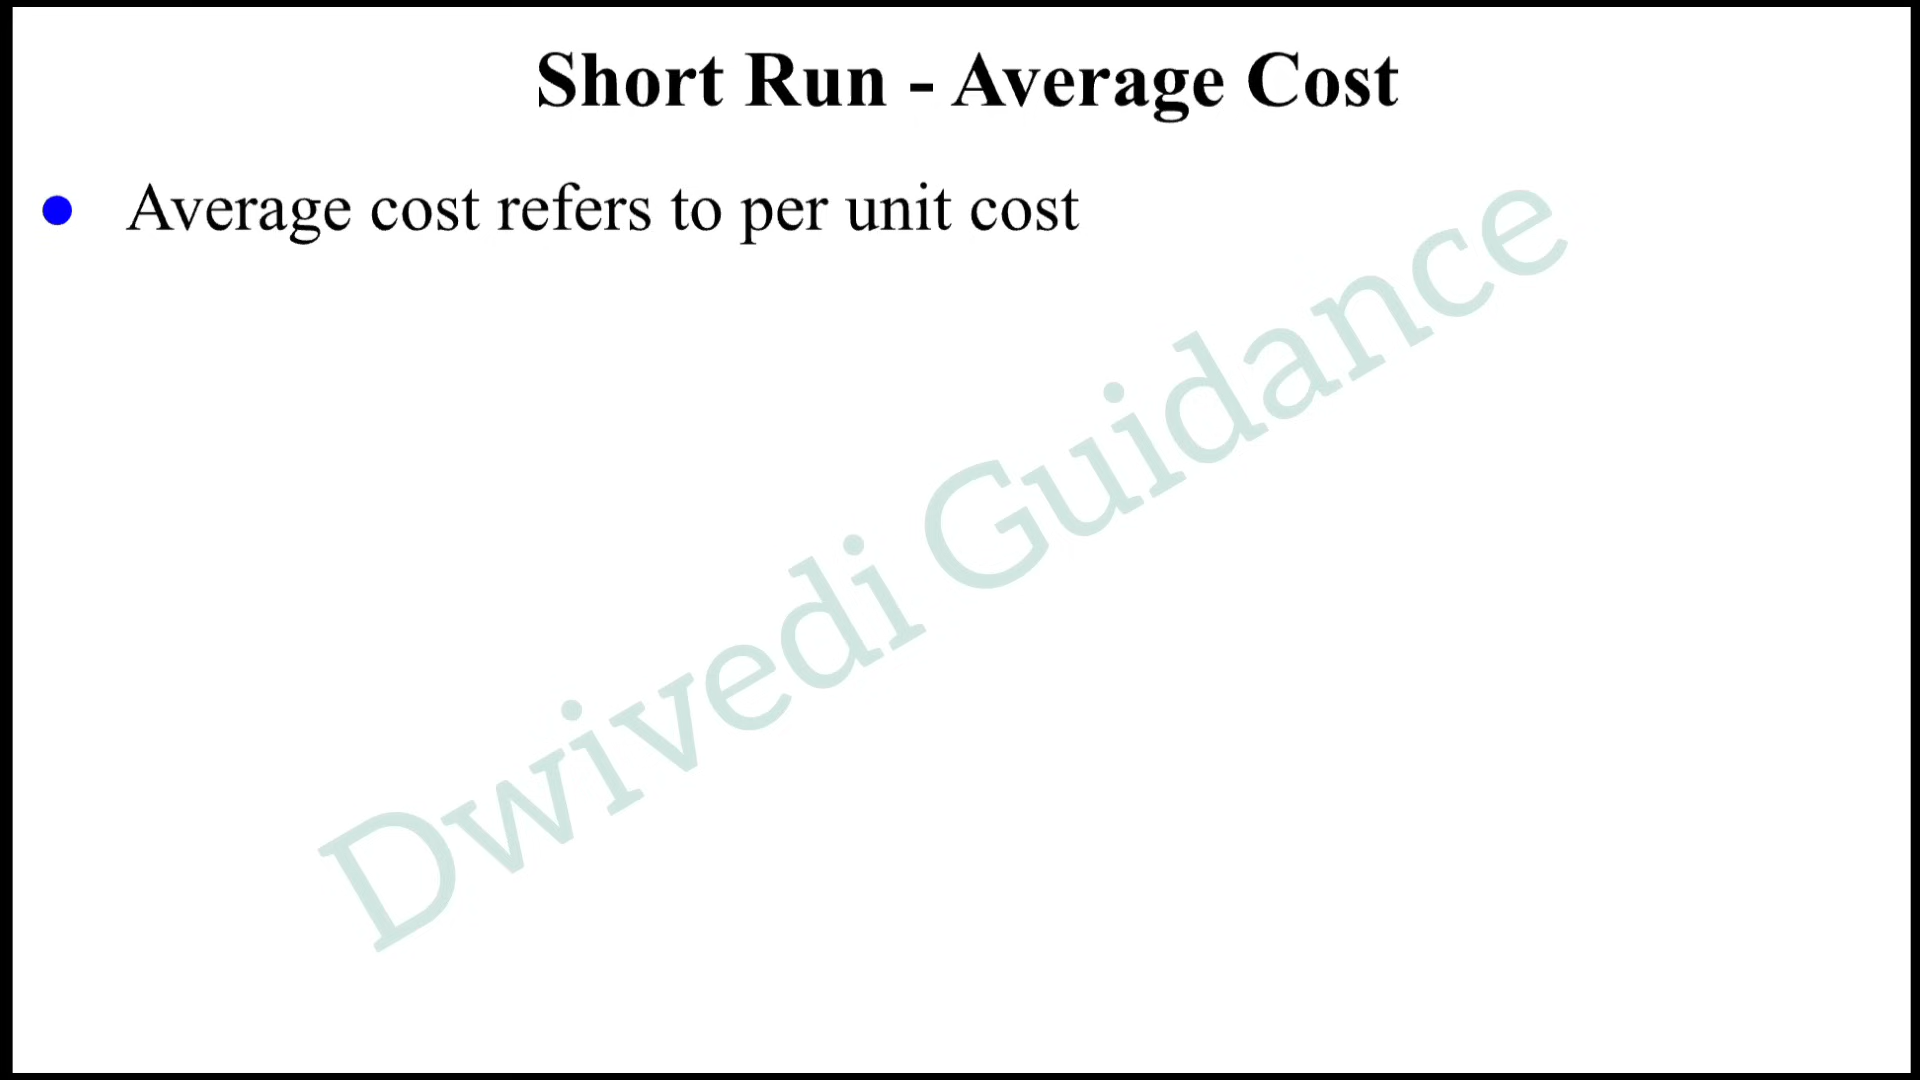 Short Run - Average Cost
Average cost refers to per unit cost
Dwivedi Guidance